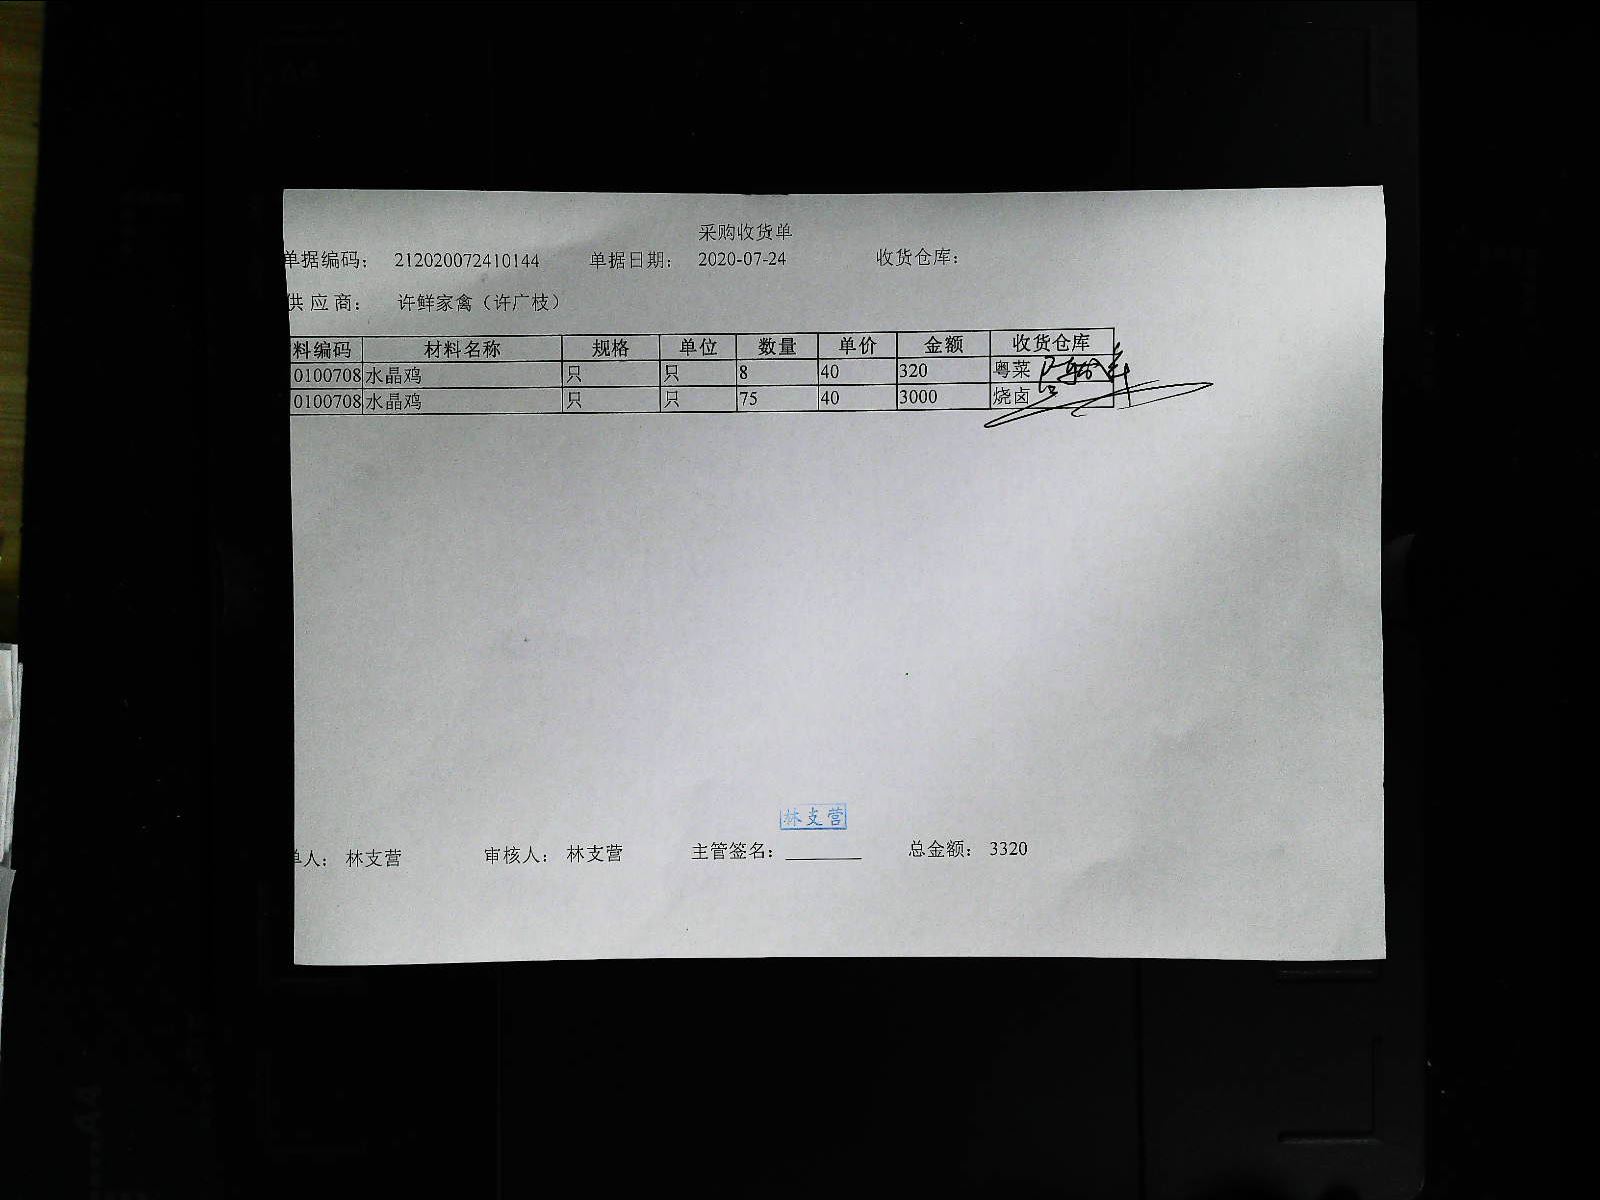 采购收货单
单据编码: 212020072410144 单据日期: 2020-07-24 收货仓库:
供应商: 许鲜家禽（许广枝）
料编码 材料名称 规格 单位 数量 单价 金额 收货仓库
0100708 水晶鸡 只 只 8 40 320 粤菜
0100708 水晶鸡 只 只 75 40 3000 烧卤
林支营
单人: 林支营 审核人: 林支营 主管签名: ________ 总金额: 3320